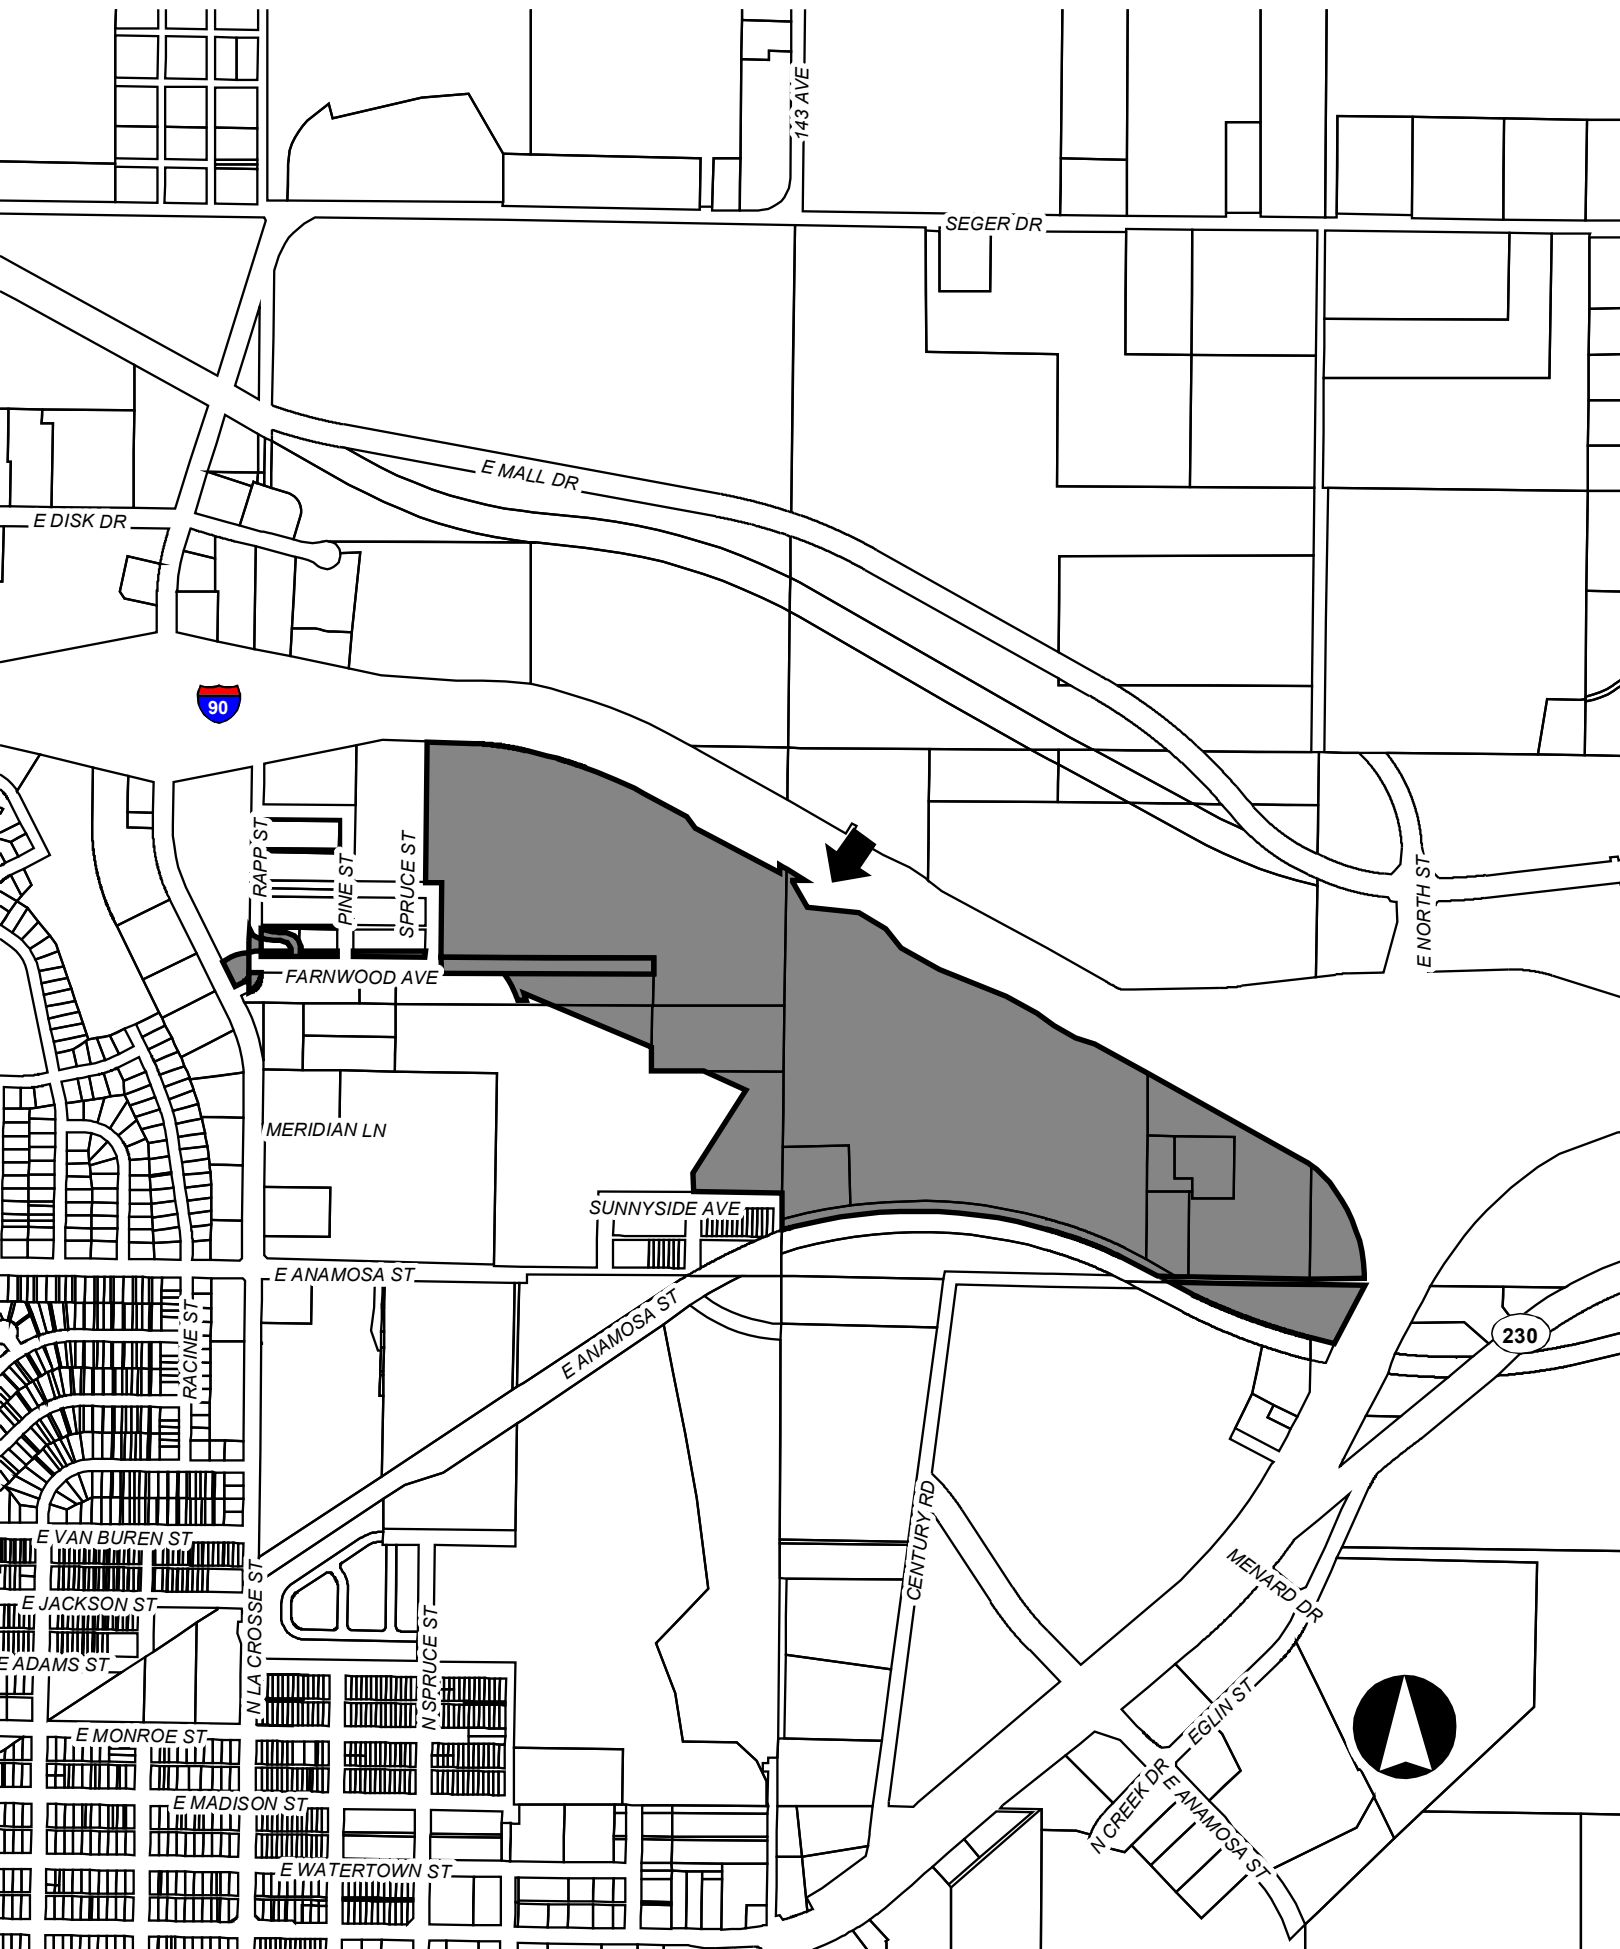 143 AVE
SEGER DR
E MALL DR
E DISK DR
90
RAPP ST
PINE ST
SPRUCE ST
E NORTH ST
FARNWOOD AVE
MERIDIAN LN
SUNNYSIDE AVE
E ANAMOSA ST
E ANAMOSA ST
RACINE ST
230
CENTURY RD
E VAN BUREN ST
MENARD DR
E JACKSON ST
N LA CROSSE ST
N SPRUCE ST
E ADAMS ST
EGLIN ST
E MONROE ST
N CREEK DR
E ANAMOSA ST
E MADISON ST
E WATERTOWN ST